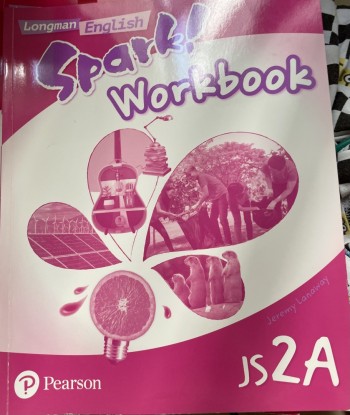 Longman English
Spark!
Workbook
Jeremy Lanaway
JS2A
Pearson